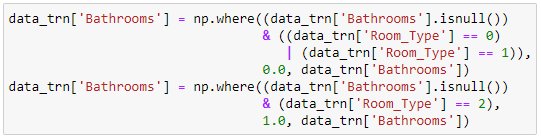 data_trn['Bathrooms'] = np.where((data_trn['Bathrooms'].isnull())
& ((data_trn['Room_Type'] == 0)
| (data_trn['Room_Type'] == 1)),
0.0, data_trn['Bathrooms'])
data_trn['Bathrooms'] = np.where((data_trn['Bathrooms'].isnull())
& (data_trn['Room_Type'] == 2),
1.0, data_trn['Bathrooms'])